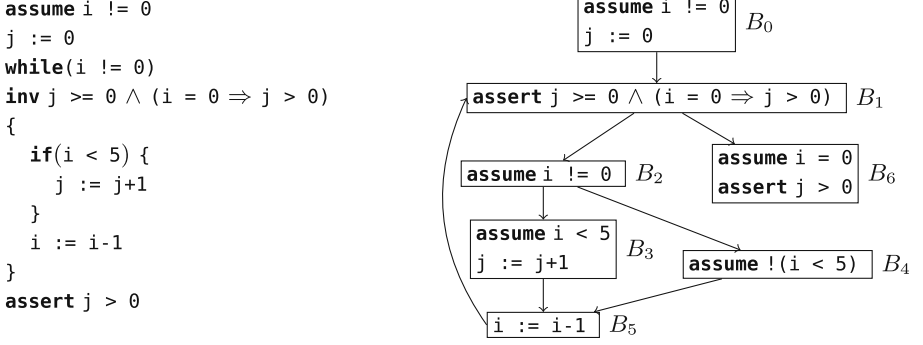 assume i != 0
j := 0
while(i != 0)
inv j >= 0 ∧ (i = 0 ⇒ j > 0)
{
if(i < 5) {
j := j+1
}
i := i-1
}
assert j > 0
assume i != 0
j := 0
B0
assert j >= 0 ∧ (i = 0 ⇒ j > 0)
B1
assume i != 0
B2
assume i = 0
assert j > 0
B6
assume i < 5
j := j+1
B3
assume !(i < 5)
B4
i := i-1
B5